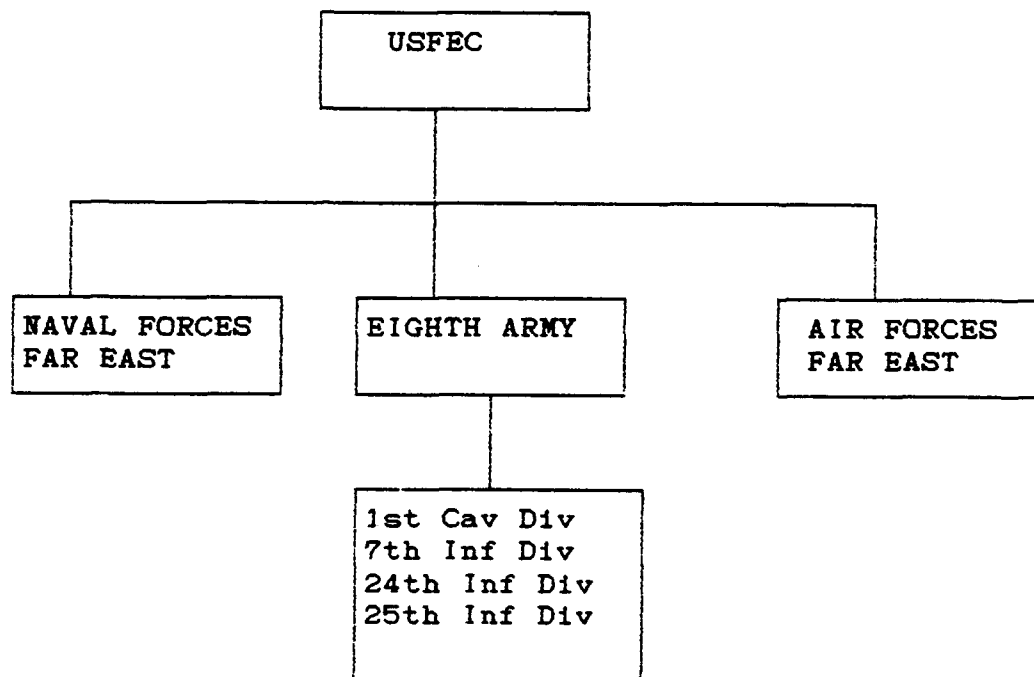 USFEC
NAVAL FORCES
FAR EAST
EIGHTH ARMY
AIR FORCES
FAR EAST
1st Cav Div
7th Inf Div
24th Inf Div
25th Inf Div